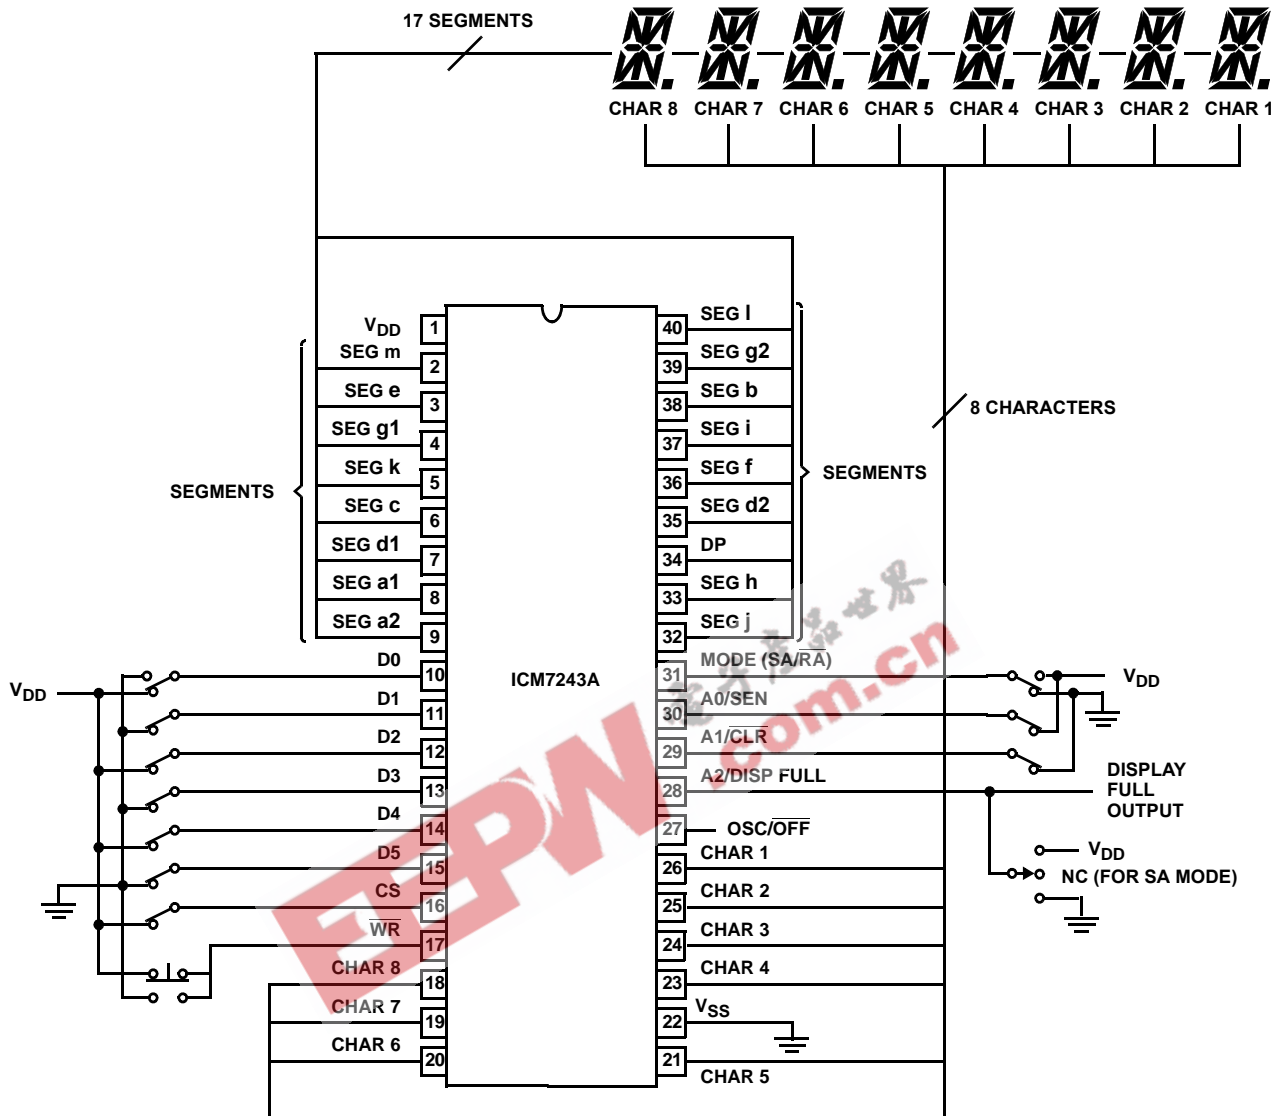 17 SEGMENTS
CHAR 8 CHAR 7 CHAR 6 CHAR 5 CHAR 4 CHAR 3 CHAR 2 CHAR 1
8 CHARACTERS
ICM7243A
SEGMENTS
VDD 1
SEG m 2
SEG e 3
SEG g1 4
SEG k 5
SEG c 6
SEG d1 7
SEG a1 8
SEG a2 9
VDD
D0 10
D1 11
D2 12
D3 13
D4 14
D5 15
CS 16
W̅R̅ 17
CHAR 8 18
CHAR 7 19
CHAR 6 20
40 SEG l
39 SEG g2
38 SEG b
37 SEG i
36 SEG f
35 SEG d2
34 DP
33 SEG h
32 SEG j
SEGMENTS
31 MODE (SA/R̅A̅)
30 A0/SEN
29 A1/C̅L̅R̅
28 A2/DISP FULL
27 OSC/O̅F̅F̅
26 CHAR 1
25 CHAR 2
24 CHAR 3
23 CHAR 4
22 VSS
21 CHAR 5
VDD
DISPLAY
FULL
OUTPUT
VDD
NC (FOR SA MODE)
EEPW
.com.cn
電子產品世界